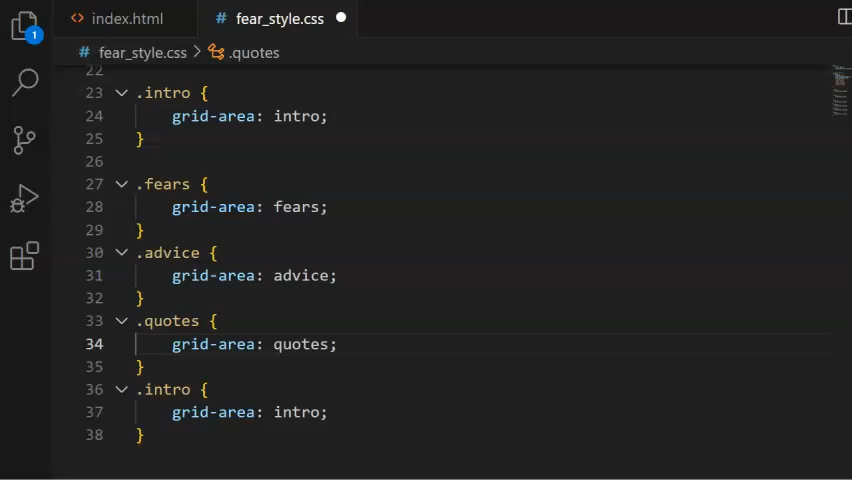 index.html
# fear_style.css
1
# fear_style.css > .quotes
22
23 .intro {
24 grid-area: intro;
25 }
26
27 .fears {
28 grid-area: fears;
29 }
30 .advice {
31 grid-area: advice;
32 }
33 .quotes {
34 grid-area: quotes;
35 }
36 .intro {
37 grid-area: intro;
38 }